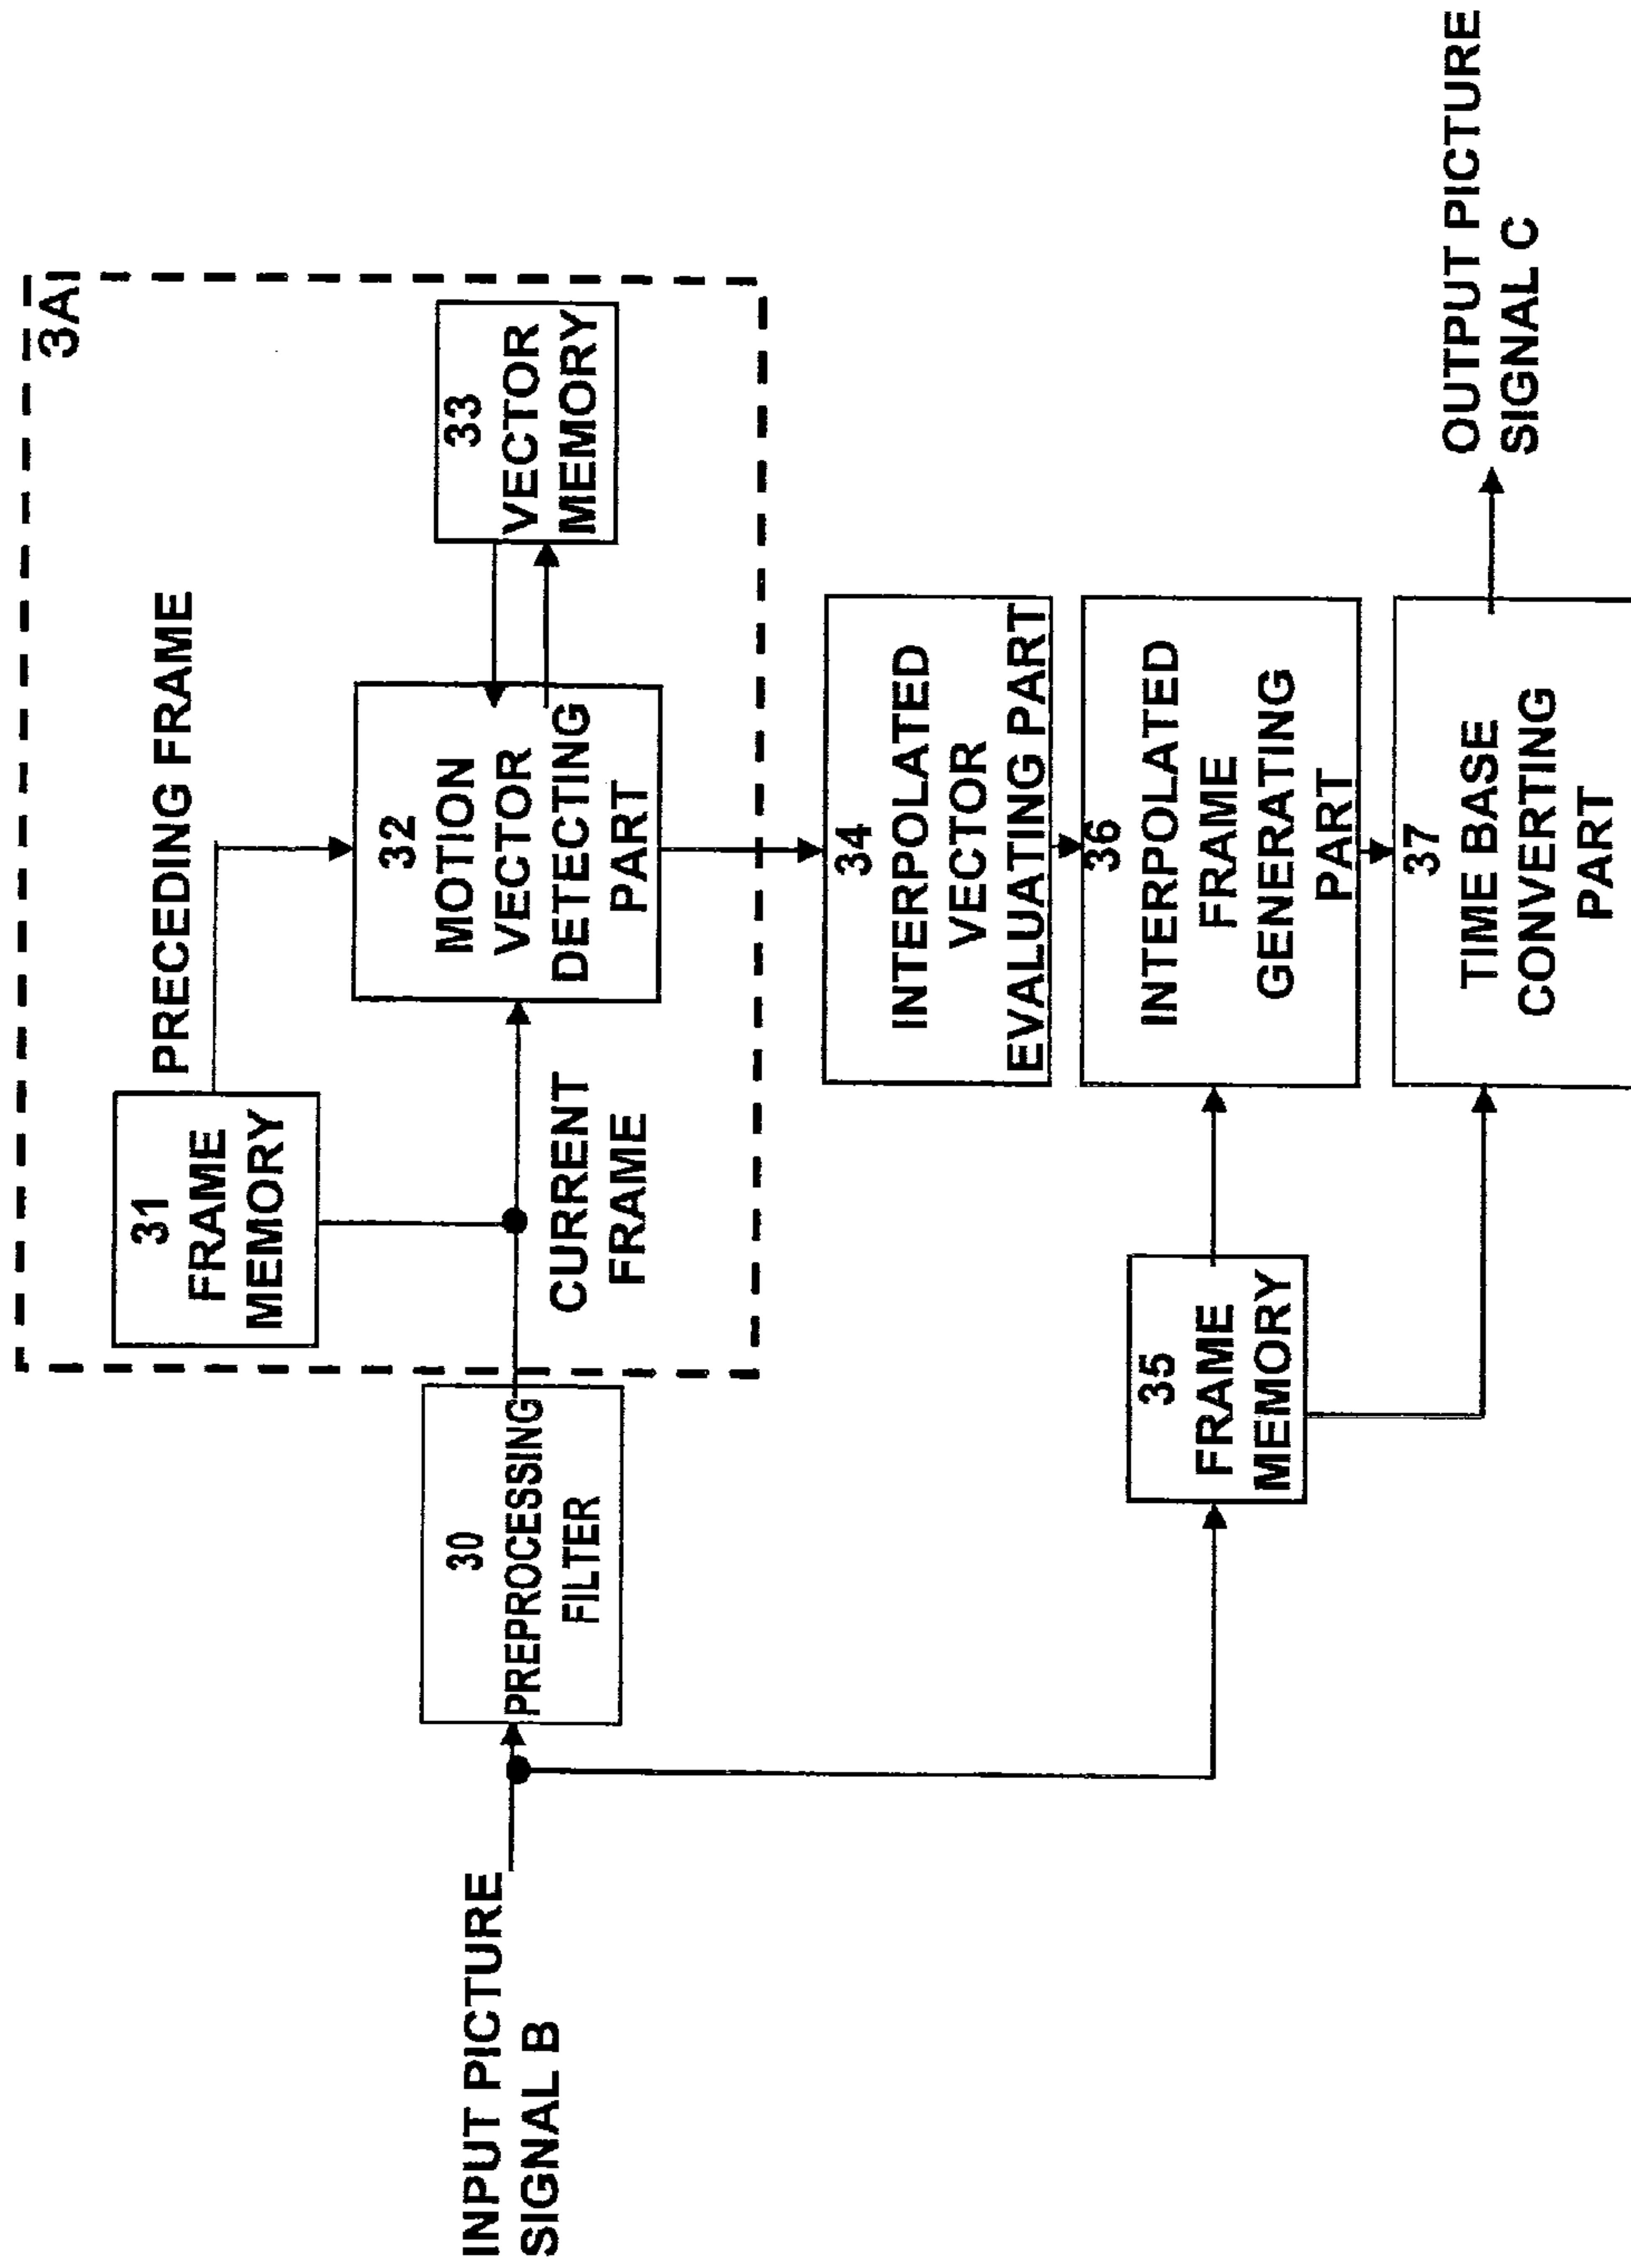 3A
PRECEDING FRAME
31
FRAME
MEMORY
32
MOTION
VECTOR
DETECTING
PART
33
VECTOR
MEMORY
30
PREPROCESSING
FILTER
CURRENT
FRAME
INPUT PICTURE
SIGNAL B
34
INTERPOLATED
VECTOR
EVALUATING PART
35
FRAME
MEMORY
36
INTERPOLATED
FRAME
GENERATING
PART
37
TIME BASE
CONVERTING
PART
OUTPUT PICTURE
SIGNAL C